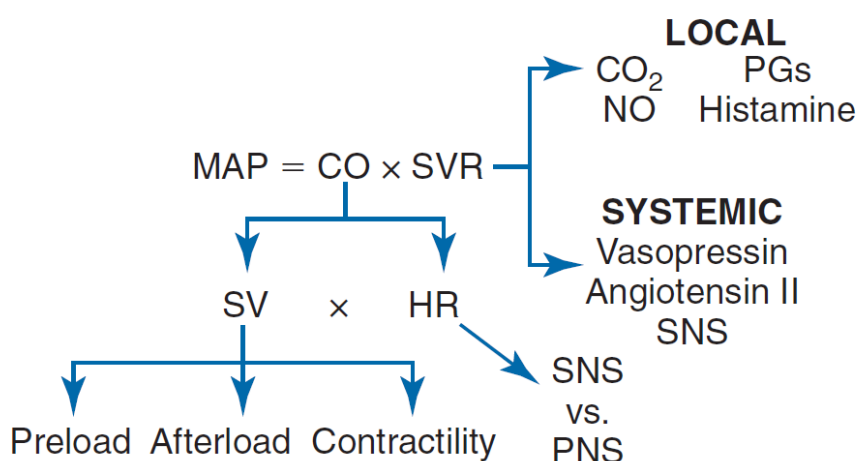 LOCAL
CO₂ PGs
NO Histamine
MAP = CO × SVR
SYSTEMIC
Vasopressin
Angiotensin II
SNS
SV × HR
SNS
vs.
PNS
Preload Afterload Contractility